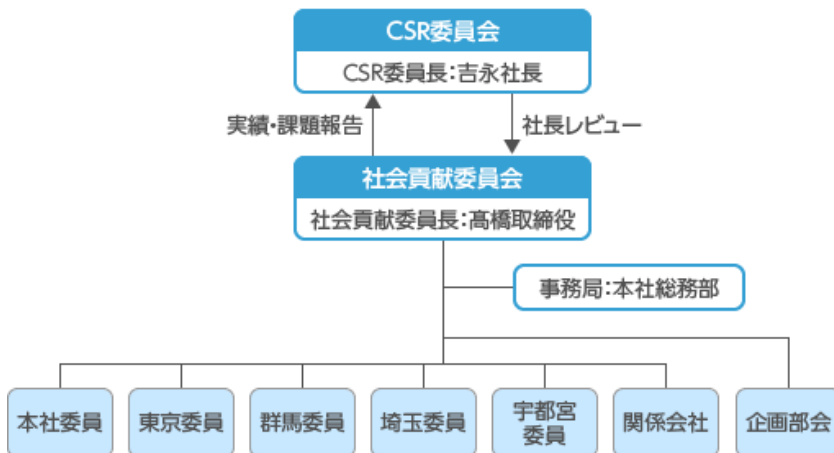 CSR委員会
CSR委員長：吉永社長
実績・課題報告
社長レビュー
社会貢献委員会
社会貢献委員長：髙橋取締役
事務局：本社総務部
本社委員
東京委員
群馬委員
埼玉委員
宇都宮
委員
関係会社
企画部会